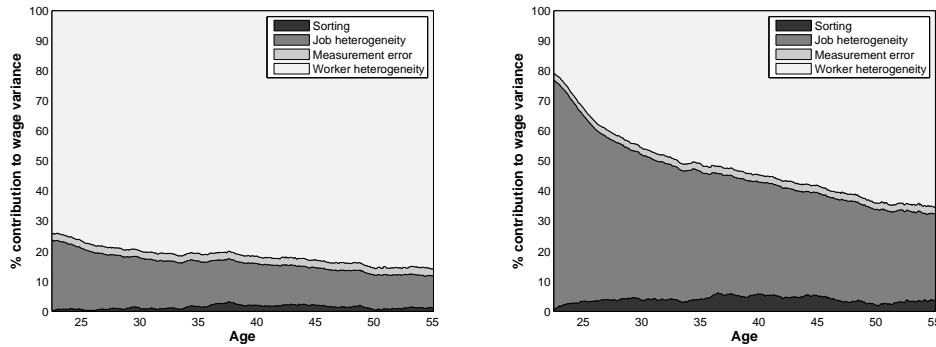 100
90
80
70
60
50
40
30
20
10
0
% contribution to wage variance
25 30 35 40 45 50 55
Age
Sorting
Job heterogeneity
Measurement error
Worker heterogeneity
100
90
80
70
60
50
40
30
20
10
0
% contribution to wage variance
25 30 35 40 45 50 55
Age
Sorting
Job heterogeneity
Measurement error
Worker heterogeneity